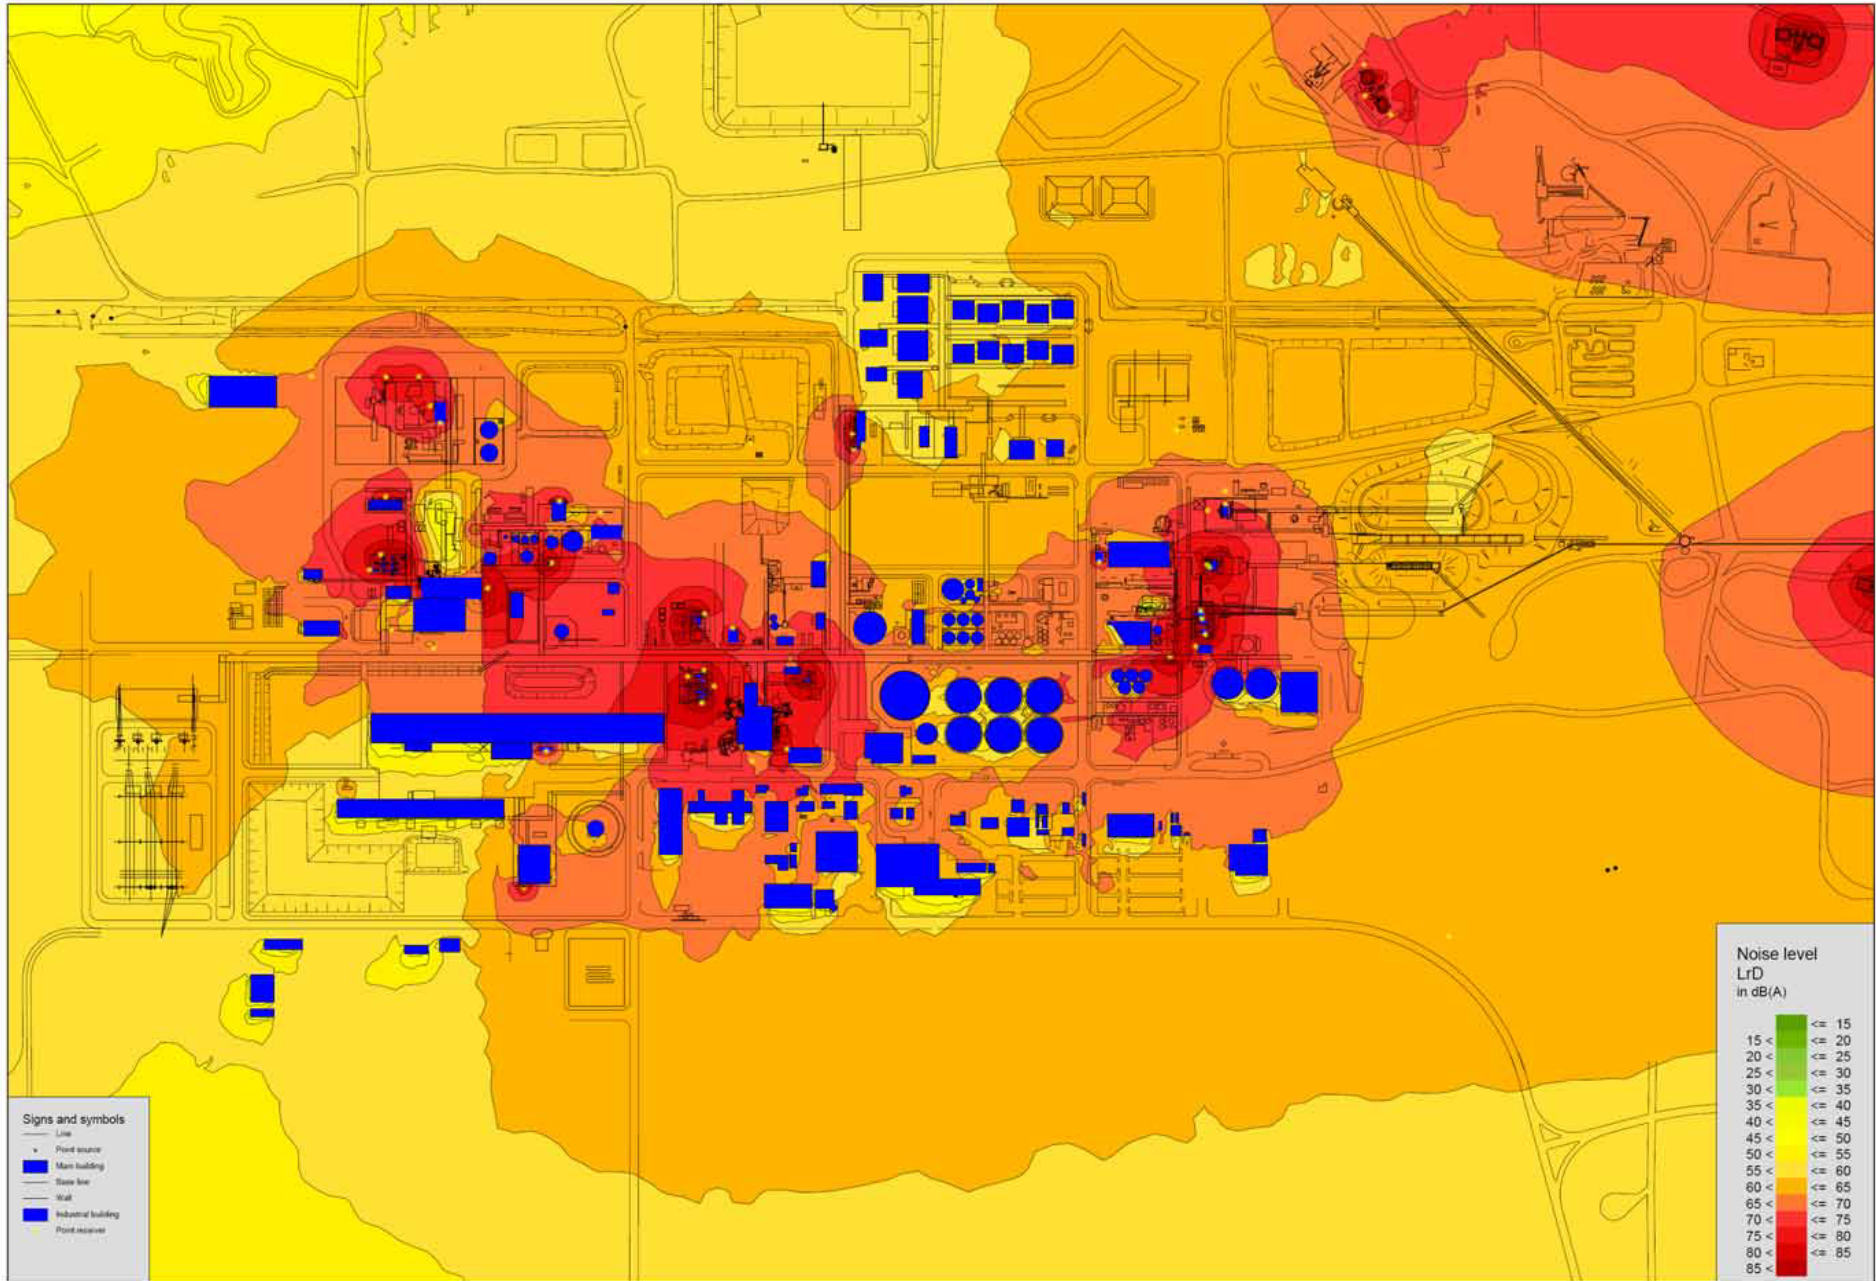 Noise level
LrD
in dB(A)
<= 15
15 < <= 20
20 < <= 25
25 < <= 30
30 < <= 35
35 < <= 40
40 < <= 45
45 < <= 50
50 < <= 55
55 < <= 60
60 < <= 65
65 < <= 70
70 < <= 75
75 < <= 80
80 < <= 85
85 <
Signs and symbols
Line
Point source
Main building
Base line
Wall
Industrial building
Point receiver